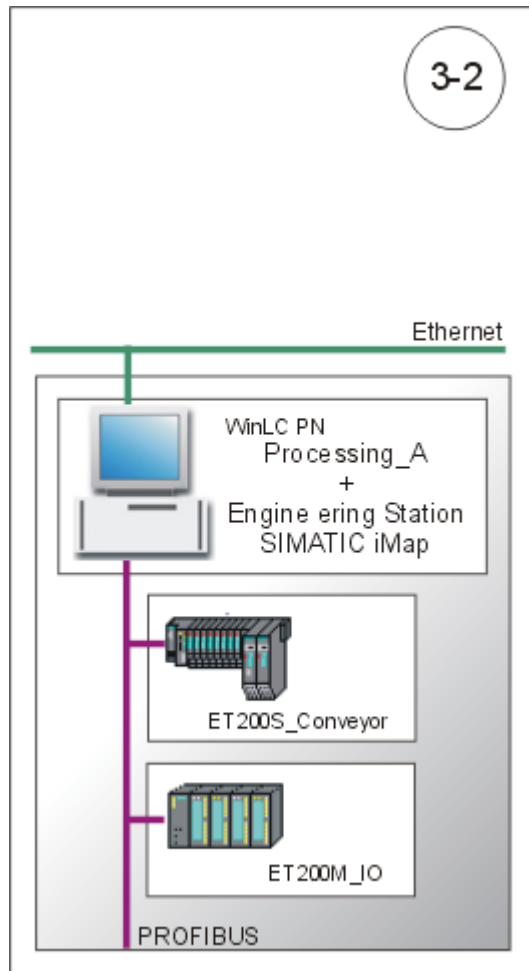 3-2
Ethernet
WinLC PN
Processing_A
+
Engine ering Station
SIMATIC iMap
ET200S_Conveyor
ET200M_IO
PROFIBUS